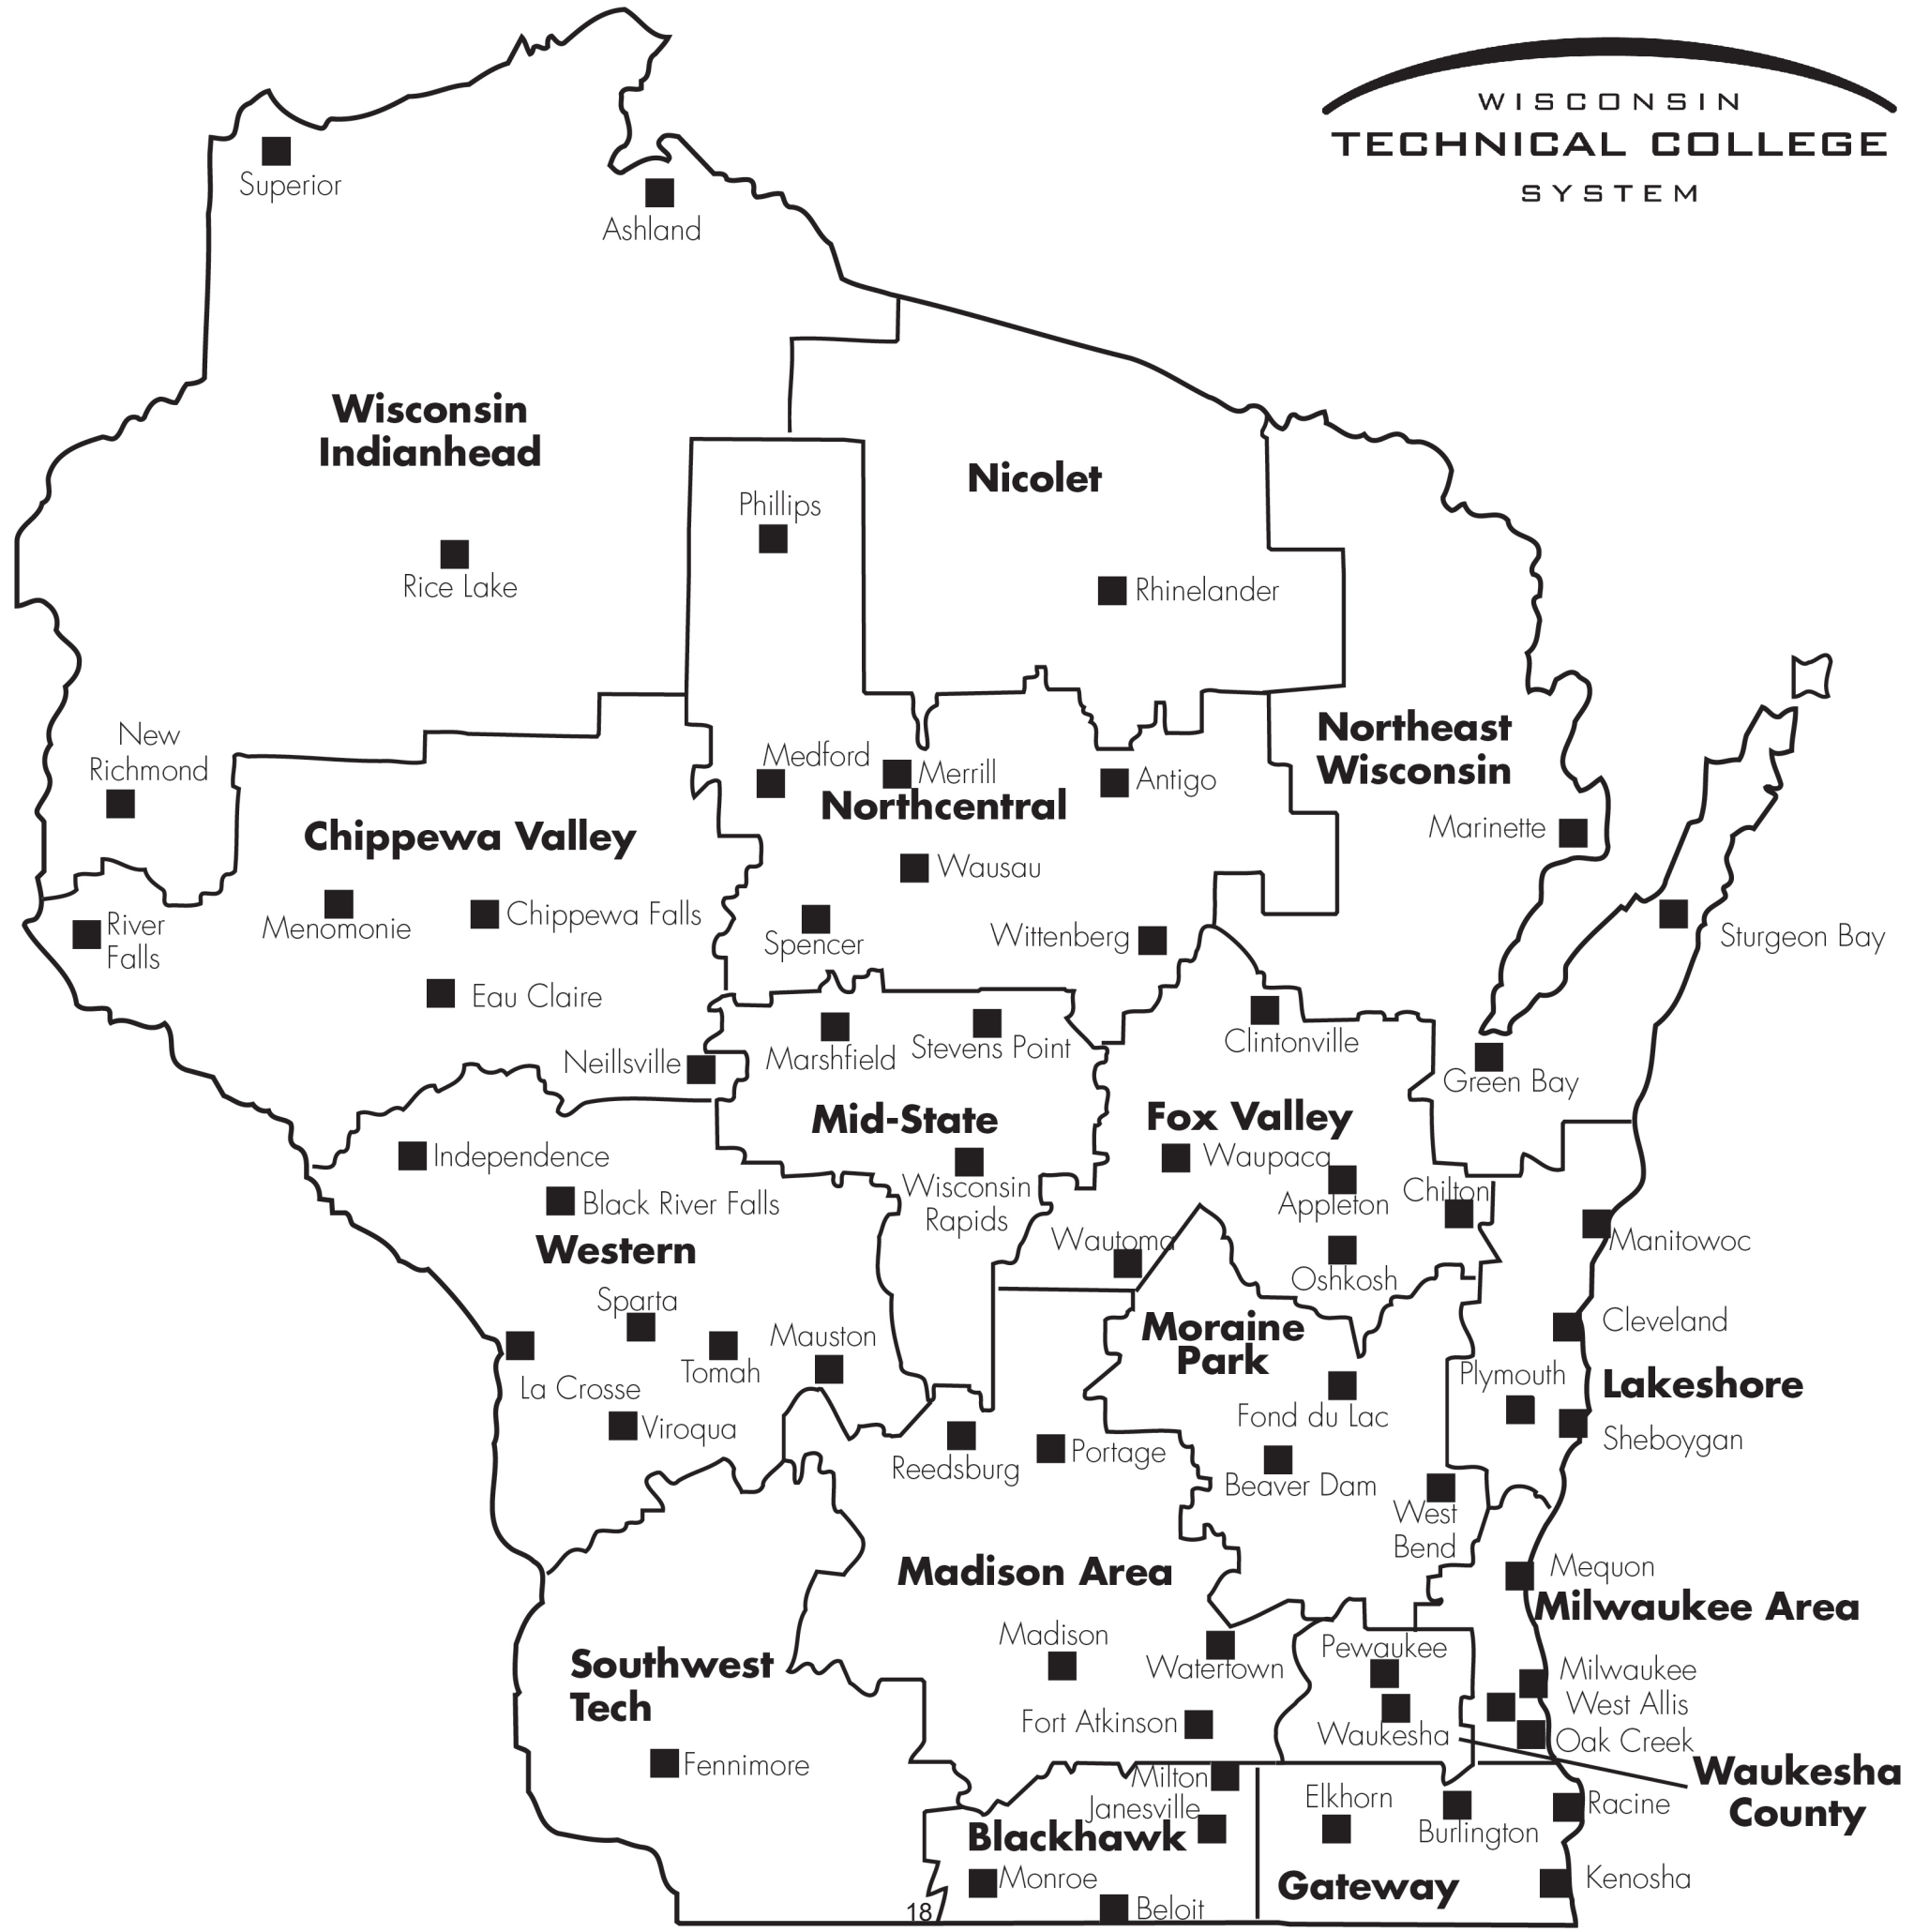 WISCONSIN
TECHNICAL COLLEGE
SYSTEM
Superior
Ashland
Wisconsin
Indianhead
Nicolet
Phillips
Rice Lake
Rhinelander
New
Richmond
Northeast
Wisconsin
Medford
Merrill
Antigo
Northcentral
Chippewa Valley
Marinette
Wausau
River
Falls
Menomonie
Chippewa Falls
Spencer
Wittenberg
Sturgeon Bay
Eau Claire
Clintonville
Neillsville
Marshfield
Stevens Point
Green Bay
Mid-State
Fox Valley
Independence
Waupaca
Wisconsin
Rapids
Appleton
Chilton
Black River Falls
Western
Wautoma
Oshkosh
Manitowoc
Sparta
Cleveland
Moraine
Park
Mauston
Tomah
La Crosse
Plymouth
Lakeshore
Fond du Lac
Viroqua
Sheboygan
Reedsburg
Portage
Beaver Dam
West
Bend
Madison Area
Mequon
Milwaukee Area
Madison
Watertown
Pewaukee
Southwest
Tech
Milwaukee
West Allis
Fort Atkinson
Waukesha
Oak Creek
Fennimore
Waukesha
County
Milton
Janesville
Elkhorn
Burlington
Racine
Blackhawk
Monroe
Gateway
Kenosha
18
Beloit